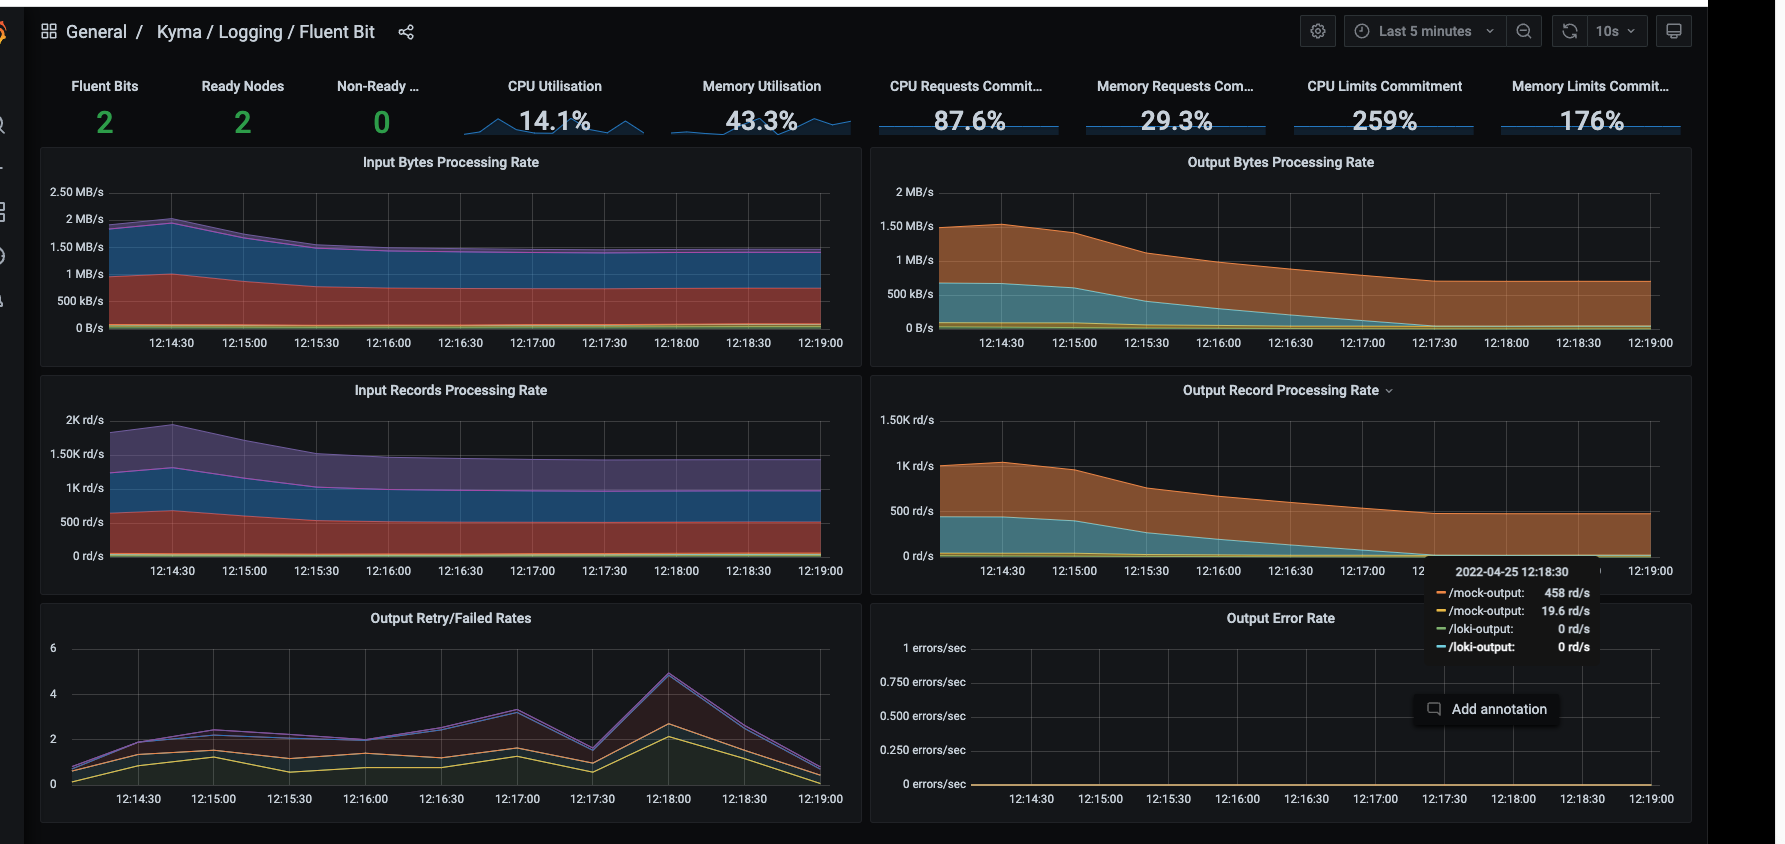 General / Kyma / Logging / Fluent Bit
Last 5 minutes
10s
Fluent Bits
Ready Nodes
Non-Ready ...
CPU Utilisation
Memory Utilisation
CPU Requests Commit...
Memory Requests Com...
CPU Limits Commitment
Memory Limits Commit...
2
2
0
14.1%
43.3%
87.6%
29.3%
259%
176%
Input Bytes Processing Rate
2.50 MB/s
2 MB/s
1.50 MB/s
1 MB/s
500 kB/s
0 B/s
12:14:30 12:15:00 12:15:30 12:16:00 12:16:30 12:17:00 12:17:30 12:18:00 12:18:30 12:19:00
Output Bytes Processing Rate
2 MB/s
1.50 MB/s
1 MB/s
500 kB/s
0 B/s
12:14:30 12:15:00 12:15:30 12:16:00 12:16:30 12:17:00 12:17:30 12:18:00 12:18:30 12:19:00
Input Records Processing Rate
2K rd/s
1.50K rd/s
1K rd/s
500 rd/s
0 rd/s
12:14:30 12:15:00 12:15:30 12:16:00 12:16:30 12:17:00 12:17:30 12:18:00 12:18:30 12:19:00
Output Record Processing Rate
1.50K rd/s
1K rd/s
500 rd/s
0 rd/s
12:14:30 12:15:00 12:15:30 12:16:00 12:16:30 12:17:00 12 12:19:00
2022-04-25 12:18:30
/mock-output: 458 rd/s
/mock-output: 19.6 rd/s
/loki-output: 0 rd/s
/loki-output: 0 rd/s
Output Retry/Failed Rates
6
4
2
0
12:14:30 12:15:00 12:15:30 12:16:00 12:16:30 12:17:00 12:17:30 12:18:00 12:18:30 12:19:00
Output Error Rate
1 errors/sec
0.750 errors/sec
0.500 errors/sec
0.250 errors/sec
0 errors/sec
12:14:30 12:15:00 12:15:30 12:16:00 12:16:30 12:17:00 12:17:30 12:18:00 12:18:30 12:19:00
Add annotation